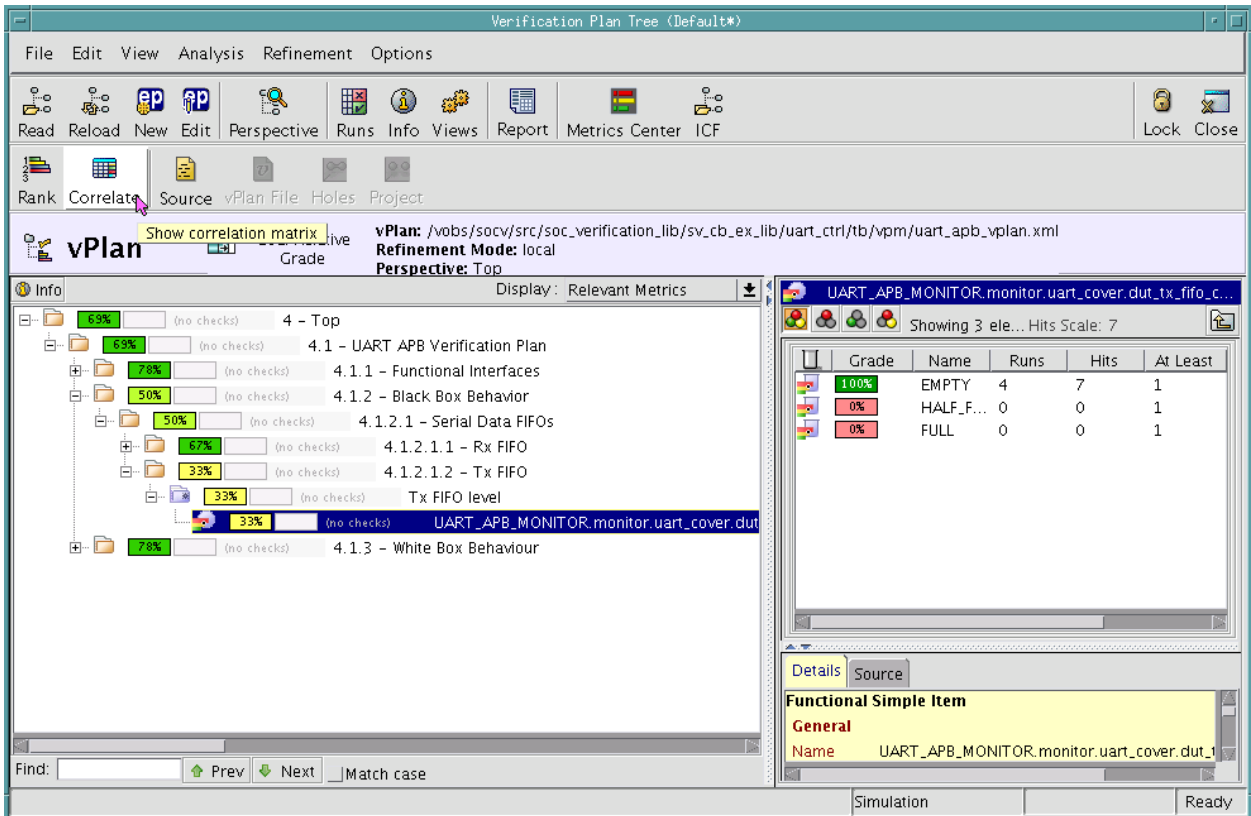 Verification Plan Tree (Default*)
File Edit View Analysis Refinement Options
Read Reload New Edit Perspective Runs Info Views Report Metrics Center ICF Lock Close
Rank Correlate Source vPlan File Holes Project
Show correlation matrix
vPlan
Grade
vPlan: /vobs/socv/src/soc_verification_lib/sv_cb_ex_lib/uart_ctrl/tb/vpm/uart_apb_vplan.xml
Refinement Mode: local
Perspective: Top
Info Display: Relevant Metrics
69% (no checks) 4 - Top
69% (no checks) 4.1 - UART APB Verification Plan
78% (no checks) 4.1.1 - Functional Interfaces
50% (no checks) 4.1.2 - Black Box Behavior
50% (no checks) 4.1.2.1 - Serial Data FIFOs
67% (no checks) 4.1.2.1.1 - Rx FIFO
33% (no checks) 4.1.2.1.2 - Tx FIFO
33% (no checks) Tx FIFO level
33% (no checks) UART_APB_MONITOR.monitor.uart_cover.dut
78% (no checks) 4.1.3 - White Box Behaviour
Find: Prev Next Match case
UART_APB_MONITOR.monitor.uart_cover.dut_tx_fifo_c...
Showing 3 ele... Hits Scale: 7
Grade Name Runs Hits At Least
100% EMPTY 4 7 1
0% HALF_F... 0 0 1
0% FULL 0 0 1
Details Source
Functional Simple Item
General
Name UART_APB_MONITOR.monitor.uart_cover.dut_t
Simulation Ready